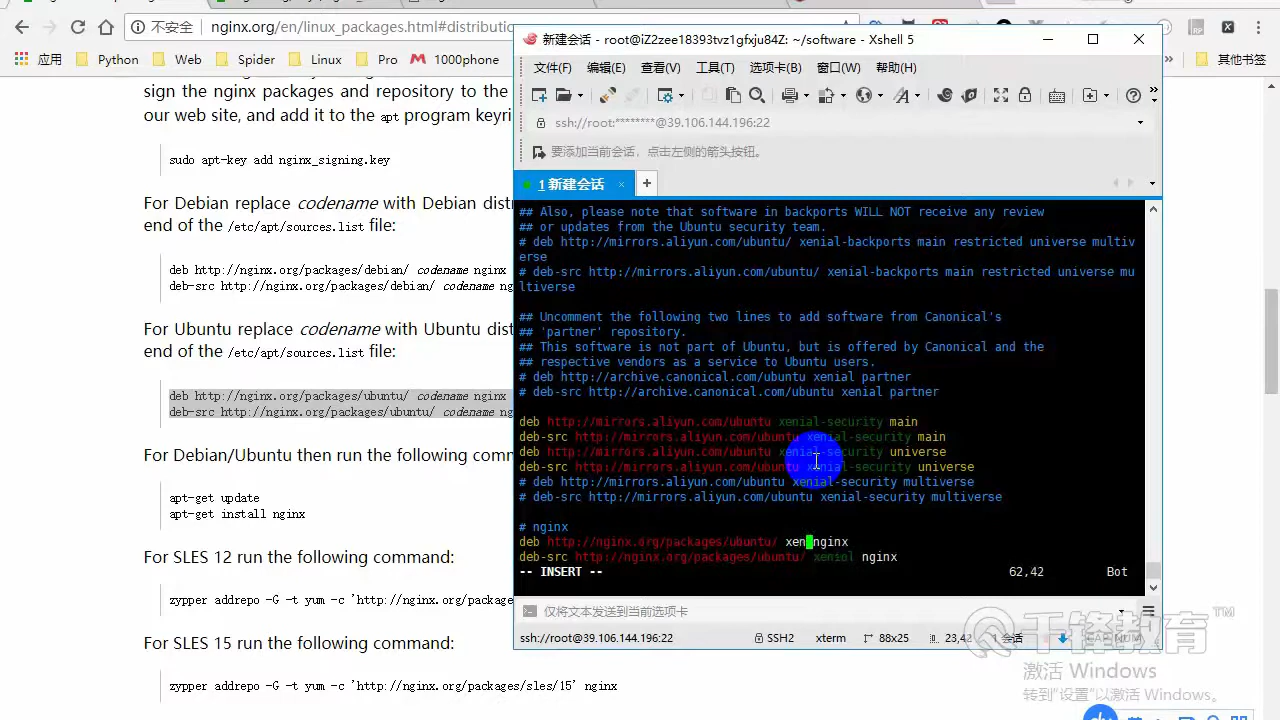 不安全 nginx.org/en/linux_packages.html#distributio
应用 Python Web Spider Linux Pro 1000phone
其他书签
sign the nginx packages and repository to the
our web site, and add it to the apt program keyri
sudo apt-key add nginx_signing.key
For Debian replace codename with Debian dist
end of the /etc/apt/sources.list file:
deb http://nginx.org/packages/debian/ codename nginx
deb-src http://nginx.org/packages/debian/ codename ng
For Ubuntu replace codename with Ubuntu dist
end of the /etc/apt/sources.list file:
deb http://nginx.org/packages/ubuntu/ codename nginx
deb-src http://nginx.org/packages/ubuntu/ codename ng
For Debian/Ubuntu then run the following comm
apt-get update
apt-get install nginx
For SLES 12 run the following command:
zypper addrepo -G -t yum -c 'http://nginx.org/package
For SLES 15 run the following command:
zypper addrepo -G -t yum -c 'http://nginx.org/packages/sles/15' nginx
新建会话 - root@iZ2zee18393tvz1gfxju84Z: ~/software - Xshell 5
文件(F) 编辑(E) 查看(V) 工具(T) 选项卡(B) 窗口(W) 帮助(H)
ssh://root:********@39.106.144.196:22
要添加当前会话，点击左侧的箭头按钮。
1 新建会话
## Also, please note that software in backports WILL NOT receive any review
## or updates from the Ubuntu security team.
# deb http://mirrors.aliyun.com/ubuntu/ xenial-backports main restricted universe multiv
erse
# deb-src http://mirrors.aliyun.com/ubuntu/ xenial-backports main restricted universe mu
ltiverse
## Uncomment the following two lines to add software from Canonical's
## 'partner' repository.
## This software is not part of Ubuntu, but is offered by Canonical and the
## respective vendors as a service to Ubuntu users.
# deb http://archive.canonical.com/ubuntu xenial partner
# deb-src http://archive.canonical.com/ubuntu xenial partner
deb http://mirrors.aliyun.com/ubuntu xenial-security main
deb-src http://mirrors.aliyun.com/ubuntu xenial-security main
deb http://mirrors.aliyun.com/ubuntu xenial-security universe
deb-src http://mirrors.aliyun.com/ubuntu xenial-security universe
# deb http://mirrors.aliyun.com/ubuntu xenial-security multiverse
# deb-src http://mirrors.aliyun.com/ubuntu xenial-security multiverse
# nginx
deb http://nginx.org/packages/ubuntu/ xen nginx
deb-src http://nginx.org/packages/ubuntu/ xenial nginx
-- INSERT -- 62,42 Bot
仅将文本发送到当前选项卡
ssh://root@39.106.144.196:22 SSH2 xterm 88x25 23,42 1 会话 CAP NUM
千锋教育™
激活 Windows
转到"设置"以激活 Windows。